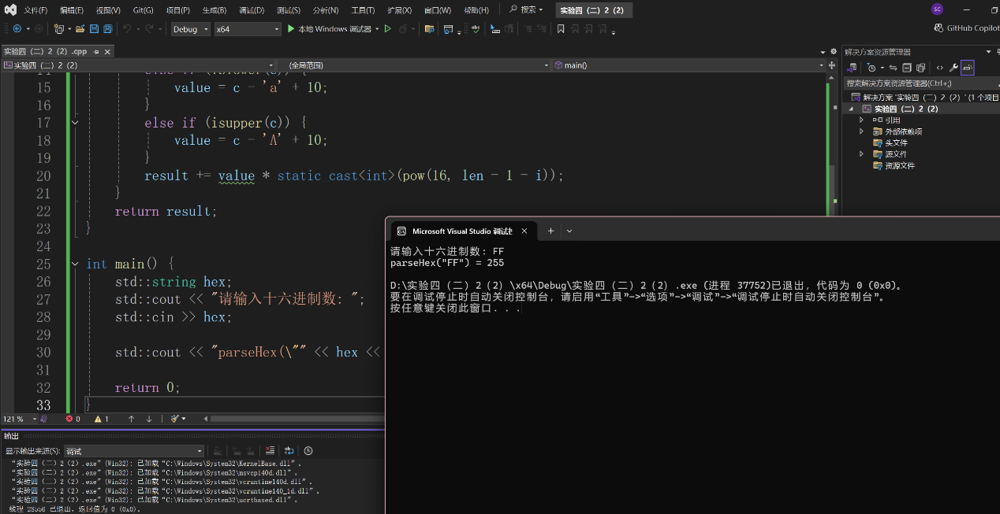 文件(F) 编辑(E) 视图(V) Git(G) 项目(P) 生成(B) 调试(D) 测试(S) 分析(N) 工具(T) 扩展(X) 窗口(W) 帮助(H) 搜索 实验四（二）2（2） SC
Debug x64 本地 Windows 调试器 GitHub Copilot
实验四（二）2（2）.cpp
实验四（二）2（2） (全局范围) main()
15 value = c - 'a' + 10;
16 }
17 else if (isupper(c)) {
18 value = c - 'A' + 10;
19 }
20 result += value * static_cast<int>(pow(16, len - 1 - i));
21 }
22 return result;
23 }
24
25 int main() {
26 std::string hex;
27 std::cout << "请输入十六进制数: ";
28 std::cin >> hex;
29
30 std::cout << "parseHex(\"" << hex <<
31
32 return 0;
33 }
121 % 0 1
输出
显示输出来源(S): 调试
“实验四（二）2（2）.exe”(Win32): 已加载“C:\Windows\System32\KernelBase.dll”。
“实验四（二）2（2）.exe”(Win32): 已加载“C:\Windows\System32\msvcp140d.dll”。
“实验四（二）2（2）.exe”(Win32): 已加载“C:\Windows\System32\vcruntime140d.dll”。
“实验四（二）2（2）.exe”(Win32): 已加载“C:\Windows\System32\vcruntime140_1d.dll”。
“实验四（二）2（2）.exe”(Win32): 已加载“C:\Windows\System32\ucrtbased.dll”。
线程 28556 已退出，返回值为 0 (0x0)。
Microsoft Visual Studio 调试
请输入十六进制数: FF
parseHex("FF") = 255
D:\实验四（二）2（2）\x64\Debug\实验四（二）2（2）.exe (进程 37752)已退出，代码为 0 (0x0)。
要在调试停止时自动关闭控制台，请启用“工具”->“选项”->“调试”->“调试停止时自动关闭控制台”。
按任意键关闭此窗口. . .
解决方案资源管理器
搜索解决方案资源管理器(Ctrl+;)
解决方案 '实验四（二）2（2）' (1 个项目
实验四（二）2（2）
引用
外部依赖项
头文件
源文件
资源文件